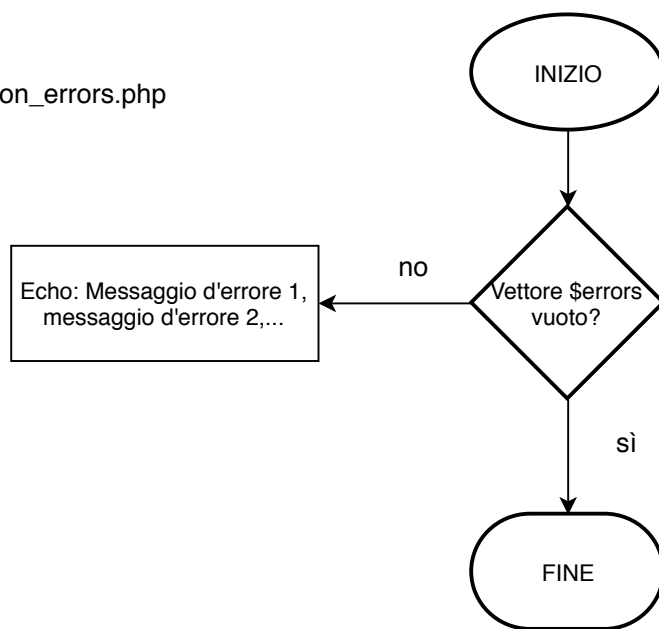 INIZIO
on_errors.php
no
Echo: Messaggio d'errore 1,
messaggio d'errore 2,...
Vettore $errors
vuoto?
sì
FINE